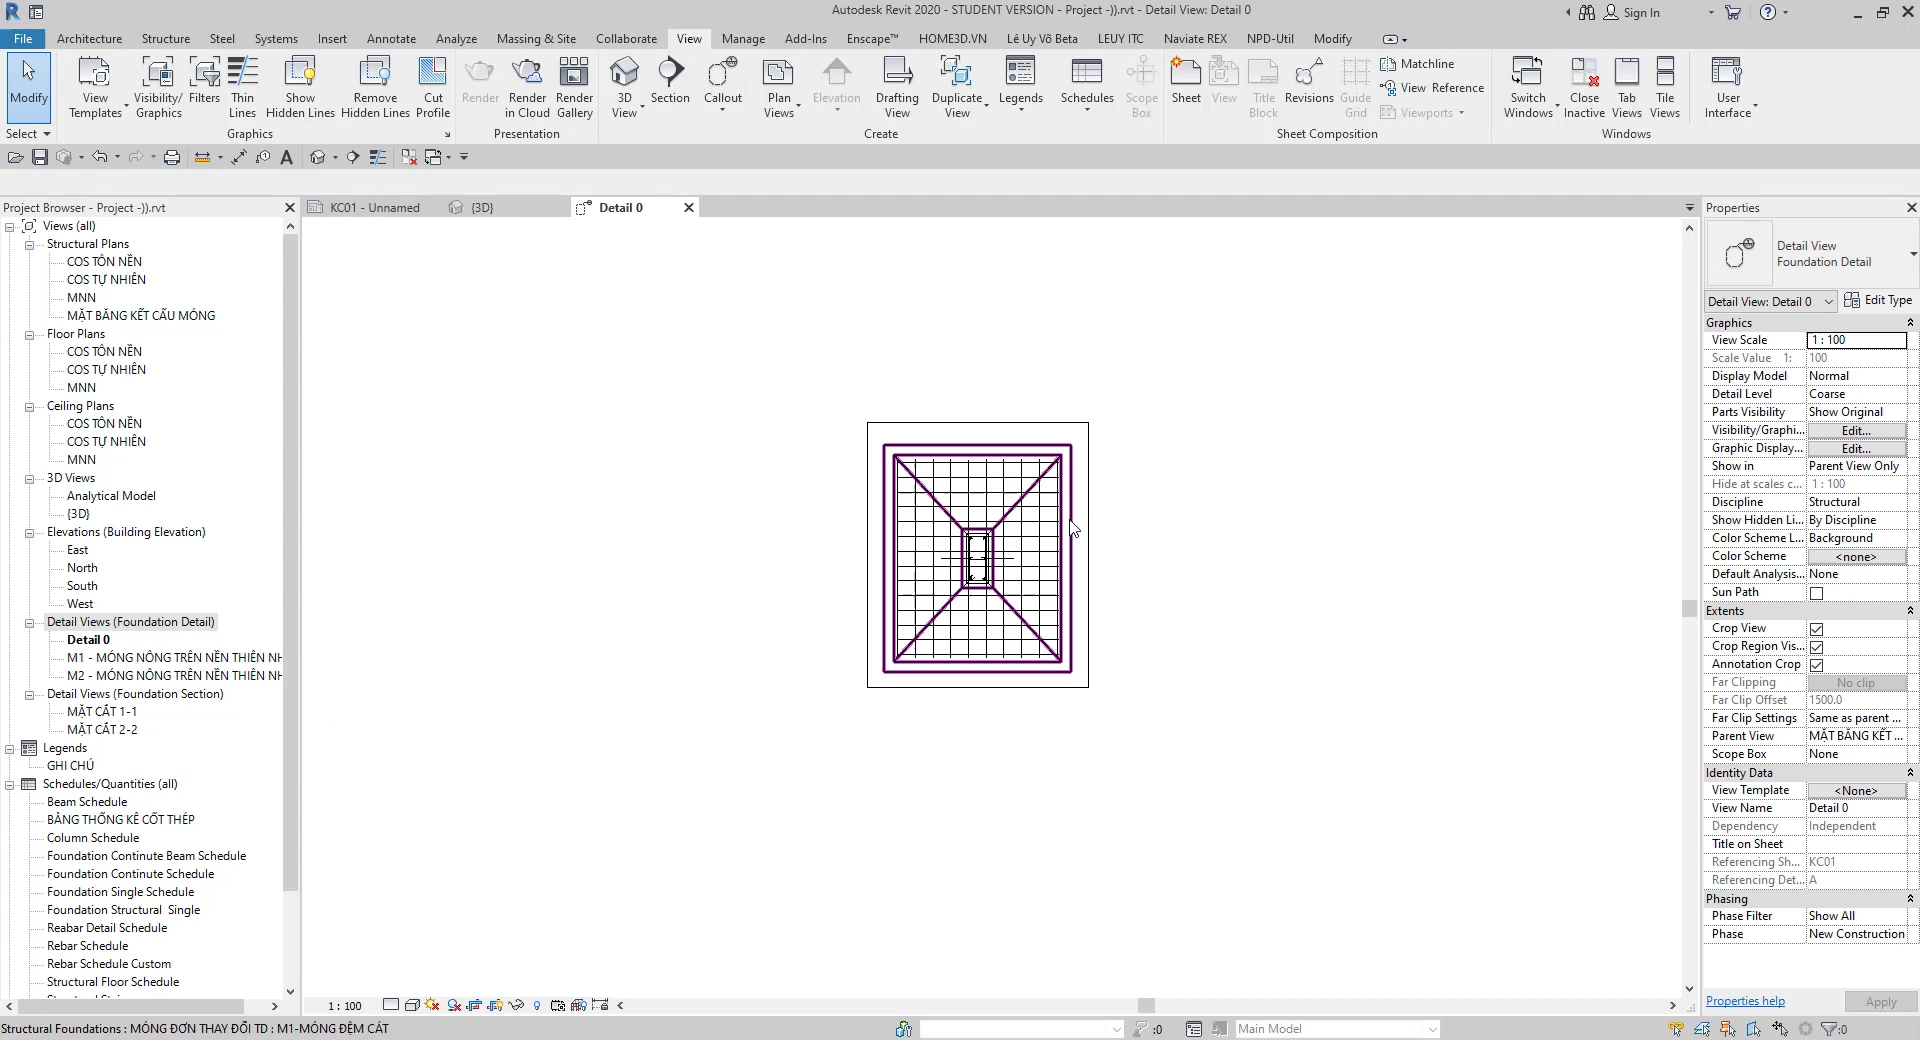 Autodesk Revit 2020 - STUDENT VERSION - Project -)).rvt - Detail View: Detail 0
Sign In
File Architecture Structure Steel Systems Insert Annotate Analyze Massing & Site Collaborate View Manage Add-Ins Enscape™ HOME3D.VN Lê Uy Võ Beta LEUY ITC Naviate REX NPD-Util Modify
Modify
View Templates
Visibility/ Graphics
Filters
Thin Lines
Show Hidden Lines
Remove Hidden Lines
Cut Profile
Render
Render in Cloud
Render Gallery
3D View
Section
Callout
Plan Views
Elevation
Drafting View
Duplicate View
Legends
Schedules
Scope Box
Sheet
View
Title Block
Revisions
Guide Grid
Matchline
View Reference
Viewports
Switch Windows
Close Inactive
Tab Views
Tile Views
User Interface
Select Graphics Presentation Create Sheet Composition Windows
Project Browser - Project -)).rvt
KC01 - Unnamed {3D} Detail 0
Views (all)
Structural Plans
COS TÔN NỀN
COS TỰ NHIÊN
MNN
MẶT BẰNG KẾT CẤU MÓNG
Floor Plans
COS TÔN NỀN
COS TỰ NHIÊN
MNN
Ceiling Plans
COS TÔN NỀN
COS TỰ NHIÊN
MNN
3D Views
Analytical Model
{3D}
Elevations (Building Elevation)
East
North
South
West
Detail Views (Foundation Detail)
Detail 0
M1 - MÓNG NÔNG TRÊN NỀN THIÊN NH
M2 - MÓNG NÔNG TRÊN NỀN THIÊN NH
Detail Views (Foundation Section)
MẶT CẮT 1-1
MẶT CẮT 2-2
Legends
GHI CHÚ
Schedules/Quantities (all)
Beam Schedule
BẢNG THỐNG KÊ CỐT THÉP
Column Schedule
Foundation Continute Beam Schedule
Foundation Continute Schedule
Foundation Single Schedule
Foundation Structural Single
Reabar Detail Schedule
Rebar Schedule
Rebar Schedule Custom
Structural Floor Schedule
Properties
Detail View
Foundation Detail
Detail View: Detail 0 Edit Type
Graphics
View Scale 1 : 100
Scale Value 1: 100
Display Model Normal
Detail Level Coarse
Parts Visibility Show Original
Visibility/Graphi... Edit...
Graphic Display... Edit...
Show in Parent View Only
Hide at scales c... 1 : 100
Discipline Structural
Show Hidden Li... By Discipline
Color Scheme L... Background
Color Scheme <none>
Default Analysis... None
Sun Path
Extents
Crop View
Crop Region Vis...
Annotation Crop
Far Clipping No clip
Far Clip Offset 1500.0
Far Clip Settings Same as parent ...
Parent View MẶT BẰNG KẾT ...
Scope Box None
Identity Data
View Template <None>
View Name Detail 0
Dependency Independent
Title on Sheet
Referencing Sh... KC01
Referencing Det... A
Phasing
Phase Filter Show All
Phase New Construction
Properties help Apply
1 : 100
Structural Foundations : MÓNG ĐƠN THAY ĐỔI TD : M1-MÓNG ĐỆM CÁT
:0
Main Model
:0